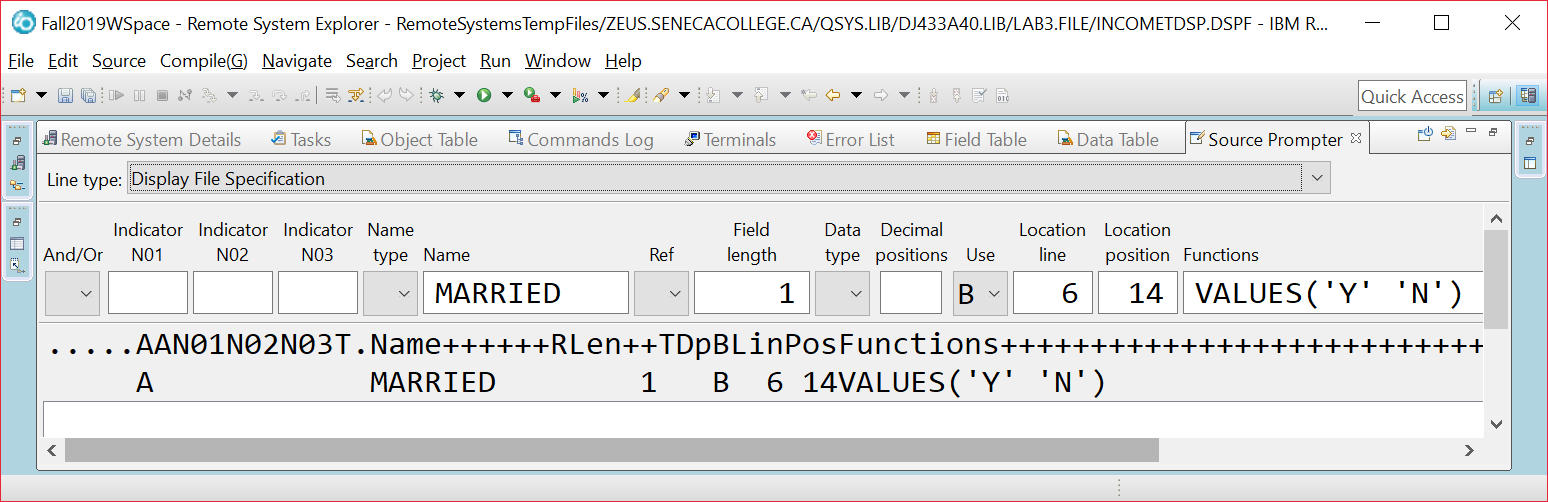 Fall2019WSpace - Remote System Explorer - RemoteSystemsTempFiles/ZEUS.SENECACOLLEGE.CA/QSYS.LIB/DJ433A40.LIB/LAB3.FILE/INCOMETDSP.DSPF - IBM R...
File Edit Source Compile(G) Navigate Search Project Run Window Help
Quick Access
Remote System Details Tasks Object Table Commands Log Terminals Error List Field Table Data Table Source Prompter
Line type: Display File Specification
Indicator Indicator Indicator Name Field Data Decimal Location Location
And/Or N01 N02 N03 type Name Ref length type positions Use line position Functions
MARRIED 1 B 6 14 VALUES('Y' 'N')
.....AAN01N02N03T.Name++++++RLen++TDpBLinPosFunctions+++++++++++++++++++++++++++
A MARRIED 1 B 6 14VALUES('Y' 'N')